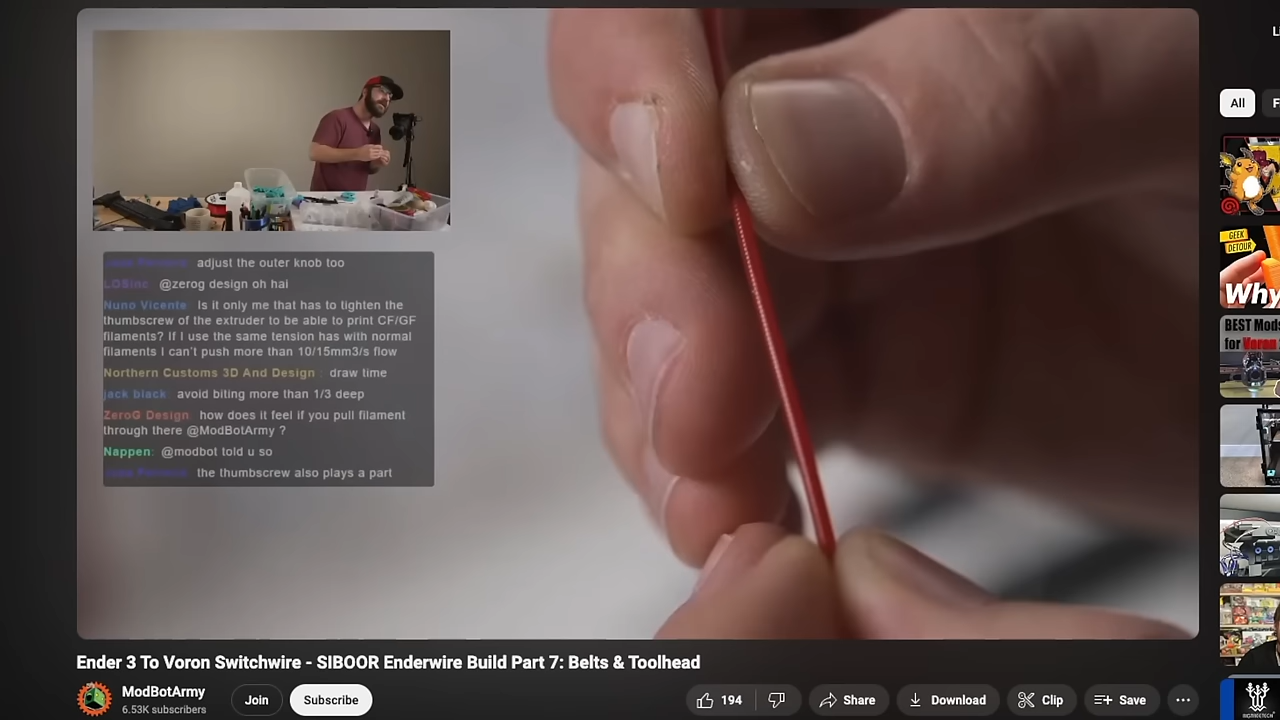 adjust the outer knob too
LOSinc: @zerog design oh hai
Nuno Vicente: Is it only me that has to tighten the
thumbscrew of the extruder to be able to print CF/GF
filaments? If I use the same tension has with normal
filaments I can't push more than 10/15mm3/s flow
Northern Customs 3D And Design : draw time
jack black: avoid biting more than 1/3 deep
ZeroG Design: how does it feel if you pull filament
through there @ModBotArmy ?
Nappen: @modbot told u so
the thumbscrew also plays a part
Ender 3 To Voron Switchwire - SIBOOR Enderwire Build Part 7: Belts & Toolhead
ModBotArmy
6.53K subscribers
Join
Subscribe
194
Share
Download
Clip
Save
All
GEEK
DETOUR
Why
BEST Mods
for Voron